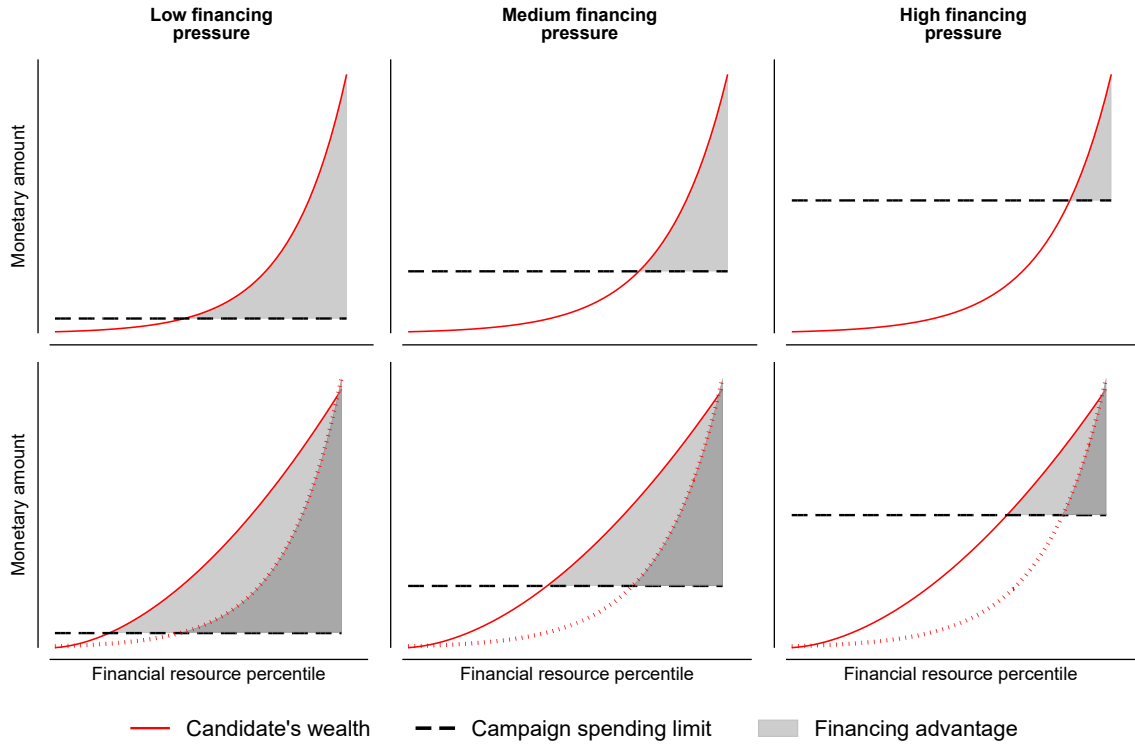 Low financing
pressure
Medium financing
pressure
High financing
pressure
Monetary amount
Monetary amount
Financial resource percentile
Financial resource percentile
Financial resource percentile
Candidate's wealth
Campaign spending limit
Financing advantage